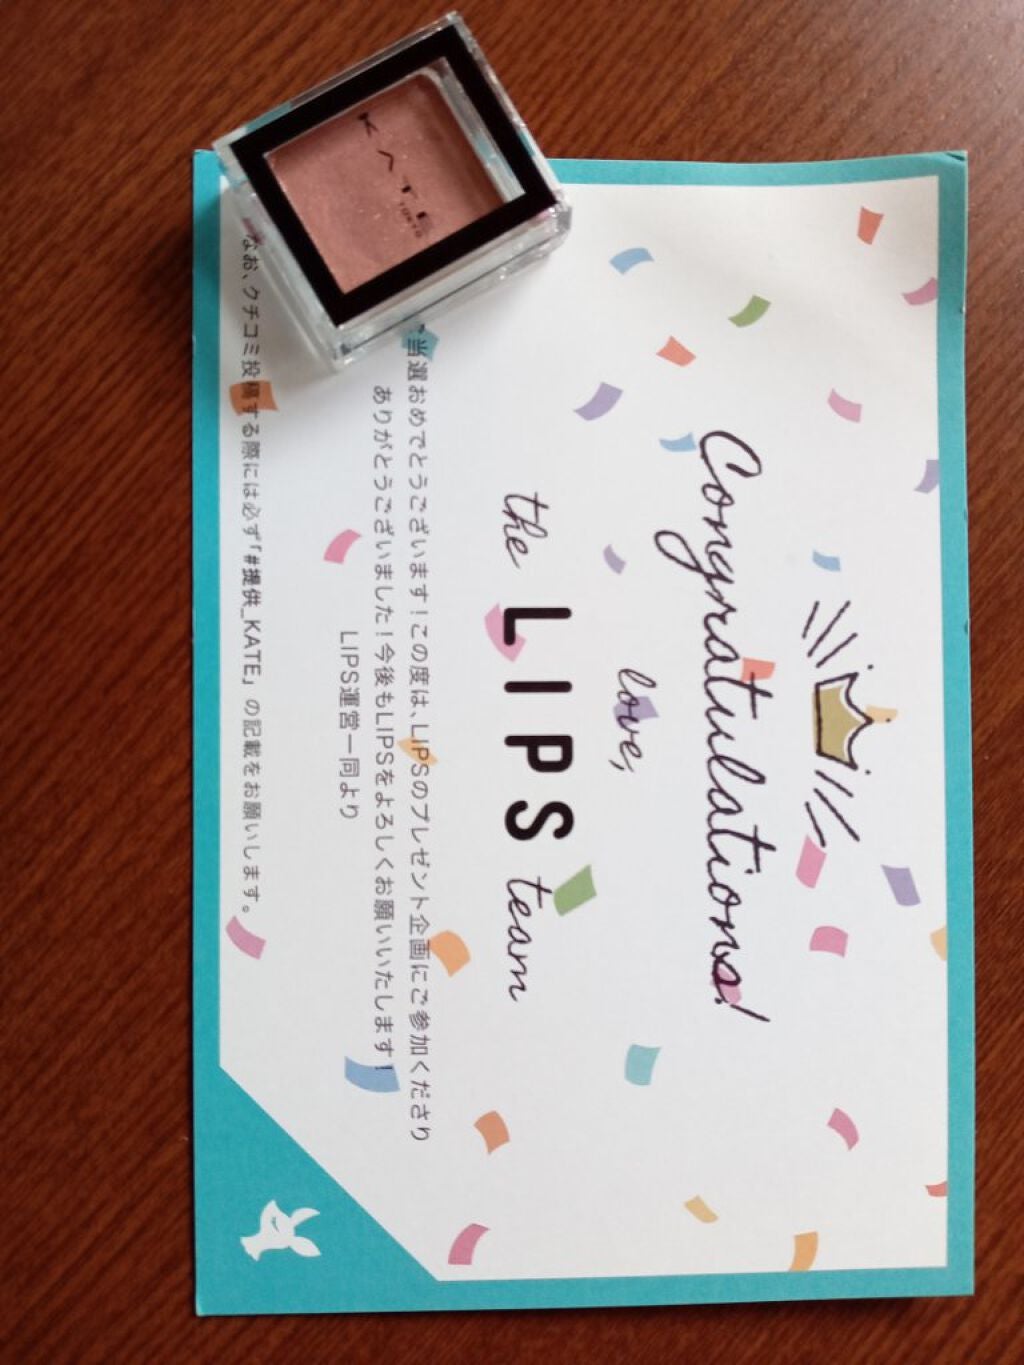 Congratulations!
love,
the LIPS team
ご当選おめでとうございます!この度は、LIPSのプレゼント企画にご参加くださり
ありがとうございました!今後もLIPSをよろしくお願いいたします!
LIPS運営一同より
なお、クチコミ投稿する際には必ず「#提供_KATE」の記載をお願いします。
KATE
TOKYO